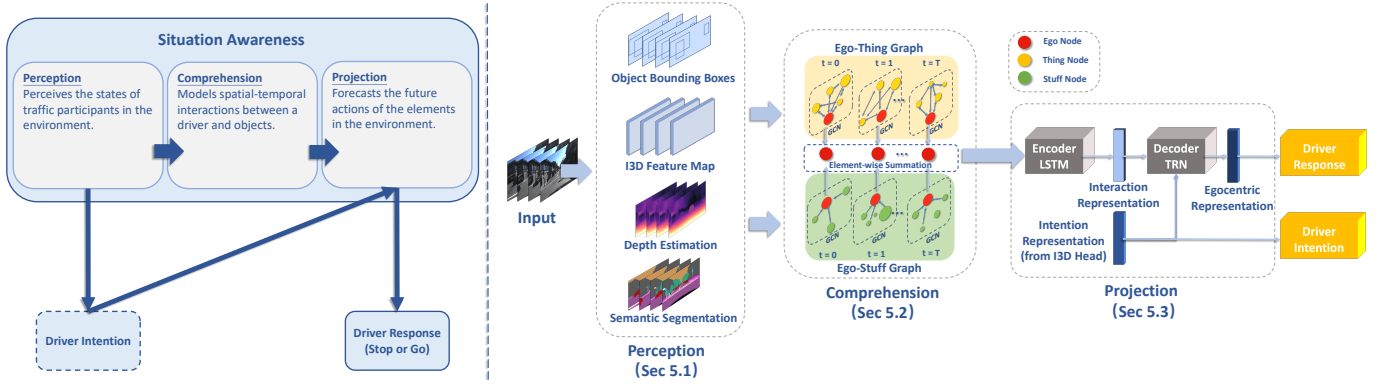 Situation Awareness
Perception
Perceives the states of
traffic participants in the
environment.
Comprehension
Models spatial-temporal
interactions between a
driver and objects.
Projection
Forecasts the future
actions of the elements
in the environment.
Driver Intention
Driver Response
(Stop or Go)
Input
Object Bounding Boxes
I3D Feature Map
Depth Estimation
Semantic Segmentation
Perception
(Sec 5.1)
Ego-Thing Graph
t = 0
t = 1
t = T
GCN
GCN
GCN
Element-wise Summation
GCN
GCN
GCN
t = 0
t = 1
t = T
Ego-Stuff Graph
Comprehension
(Sec 5.2)
Ego Node
Thing Node
Stuff Node
Encoder
LSTM
Interaction
Representation
Decoder
TRN
Egocentric
Representation
Intention
Representation
(from I3D Head)
Driver
Response
Driver
Intention
Projection
(Sec 5.3)